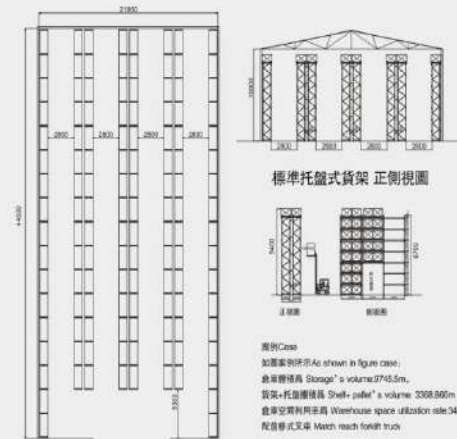 21800
44000
2800
2800
2800
2800
5300
10000
2800
2800
2800
2800
標準托盤式貨架 正側視圖
9400
8700
正視圖
側視圖
案例Case
如圖案例所示As shown in figure case:
倉庫體積爲 Storage's volume:9745.5m,
貨架+托盤體積爲 Shelf+ pallet's volume: 3368.866m
倉庫空間利用率爲 Warehouse space utilization rate:34
配套移式叉車 Match reach forklift truck